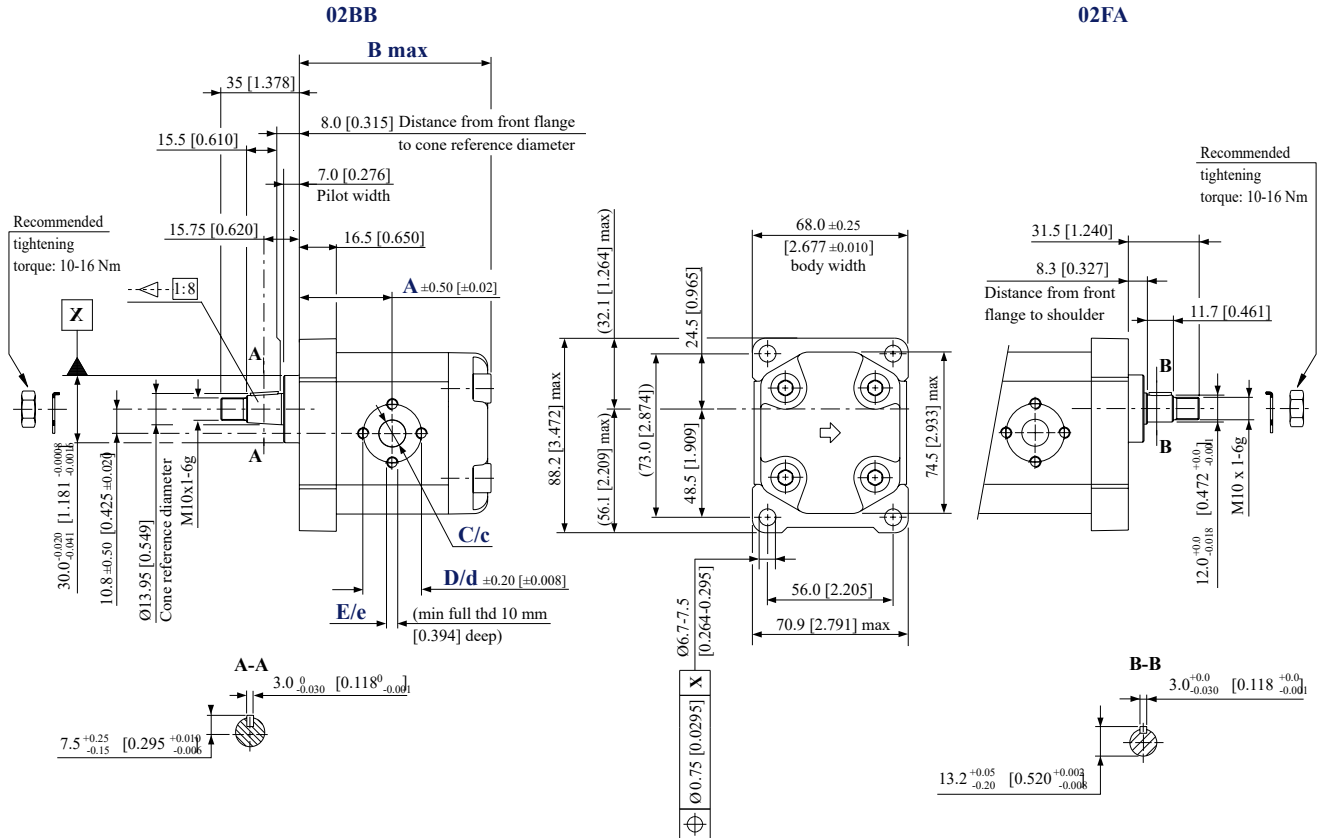 02BB
02FA
B max
35 [1.378]
8.0 [0.315] Distance from front flange
to cone reference diameter
15.5 [0.610]
7.0 [0.276]
Pilot width
15.75 [0.620]
16.5 [0.650]
Recommended
tightening
torque: 10-16 Nm
1:8
A ±0.50 [±0.02]
X
A
A
30.0 -0.020 -0.041 [1.181 -0.0008 -0.0016
10.8 ±0.50 [0.425 ±0.020]
Ø13.95 [0.549]
Cone reference diameter
M10x1-6g
C/c
D/d ±0.20 [±0.008]
E/e
(min full thd 10 mm
[0.394] deep)
A-A
3.0 0 -0.030 [0.118 0 -0.001
7.5 +0.25 -0.15 [0.295 +0.010 -0.006
68.0 ±0.25
[2.677 ±0.010]
body width
(32.1 [1.264] max)
24.5 [0.965]
88.2 [3.472] max
(56.1 [2.209] max)
(73.0 [2.874])
48.5 [1.909]
74.5 [2.933] max
56.0 [2.205]
70.9 [2.791] max
Ø6.7-7.5
[0.264-0.295]
Ø0.75 [0.0295] X
Recommended
tightening
torque: 10-16 Nm
31.5 [1.240]
8.3 [0.327]
Distance from front
flange to shoulder
11.7 [0.461]
B
B
12.0 +0.0 -0.018 [0.472 +0.0 -0.001
M10 x 1-6g
B-B
3.0 +0.0 -0.030 [0.118 +0.0 -0.001
13.2 +0.05 -0.20 [0.520 +0.002 -0.008